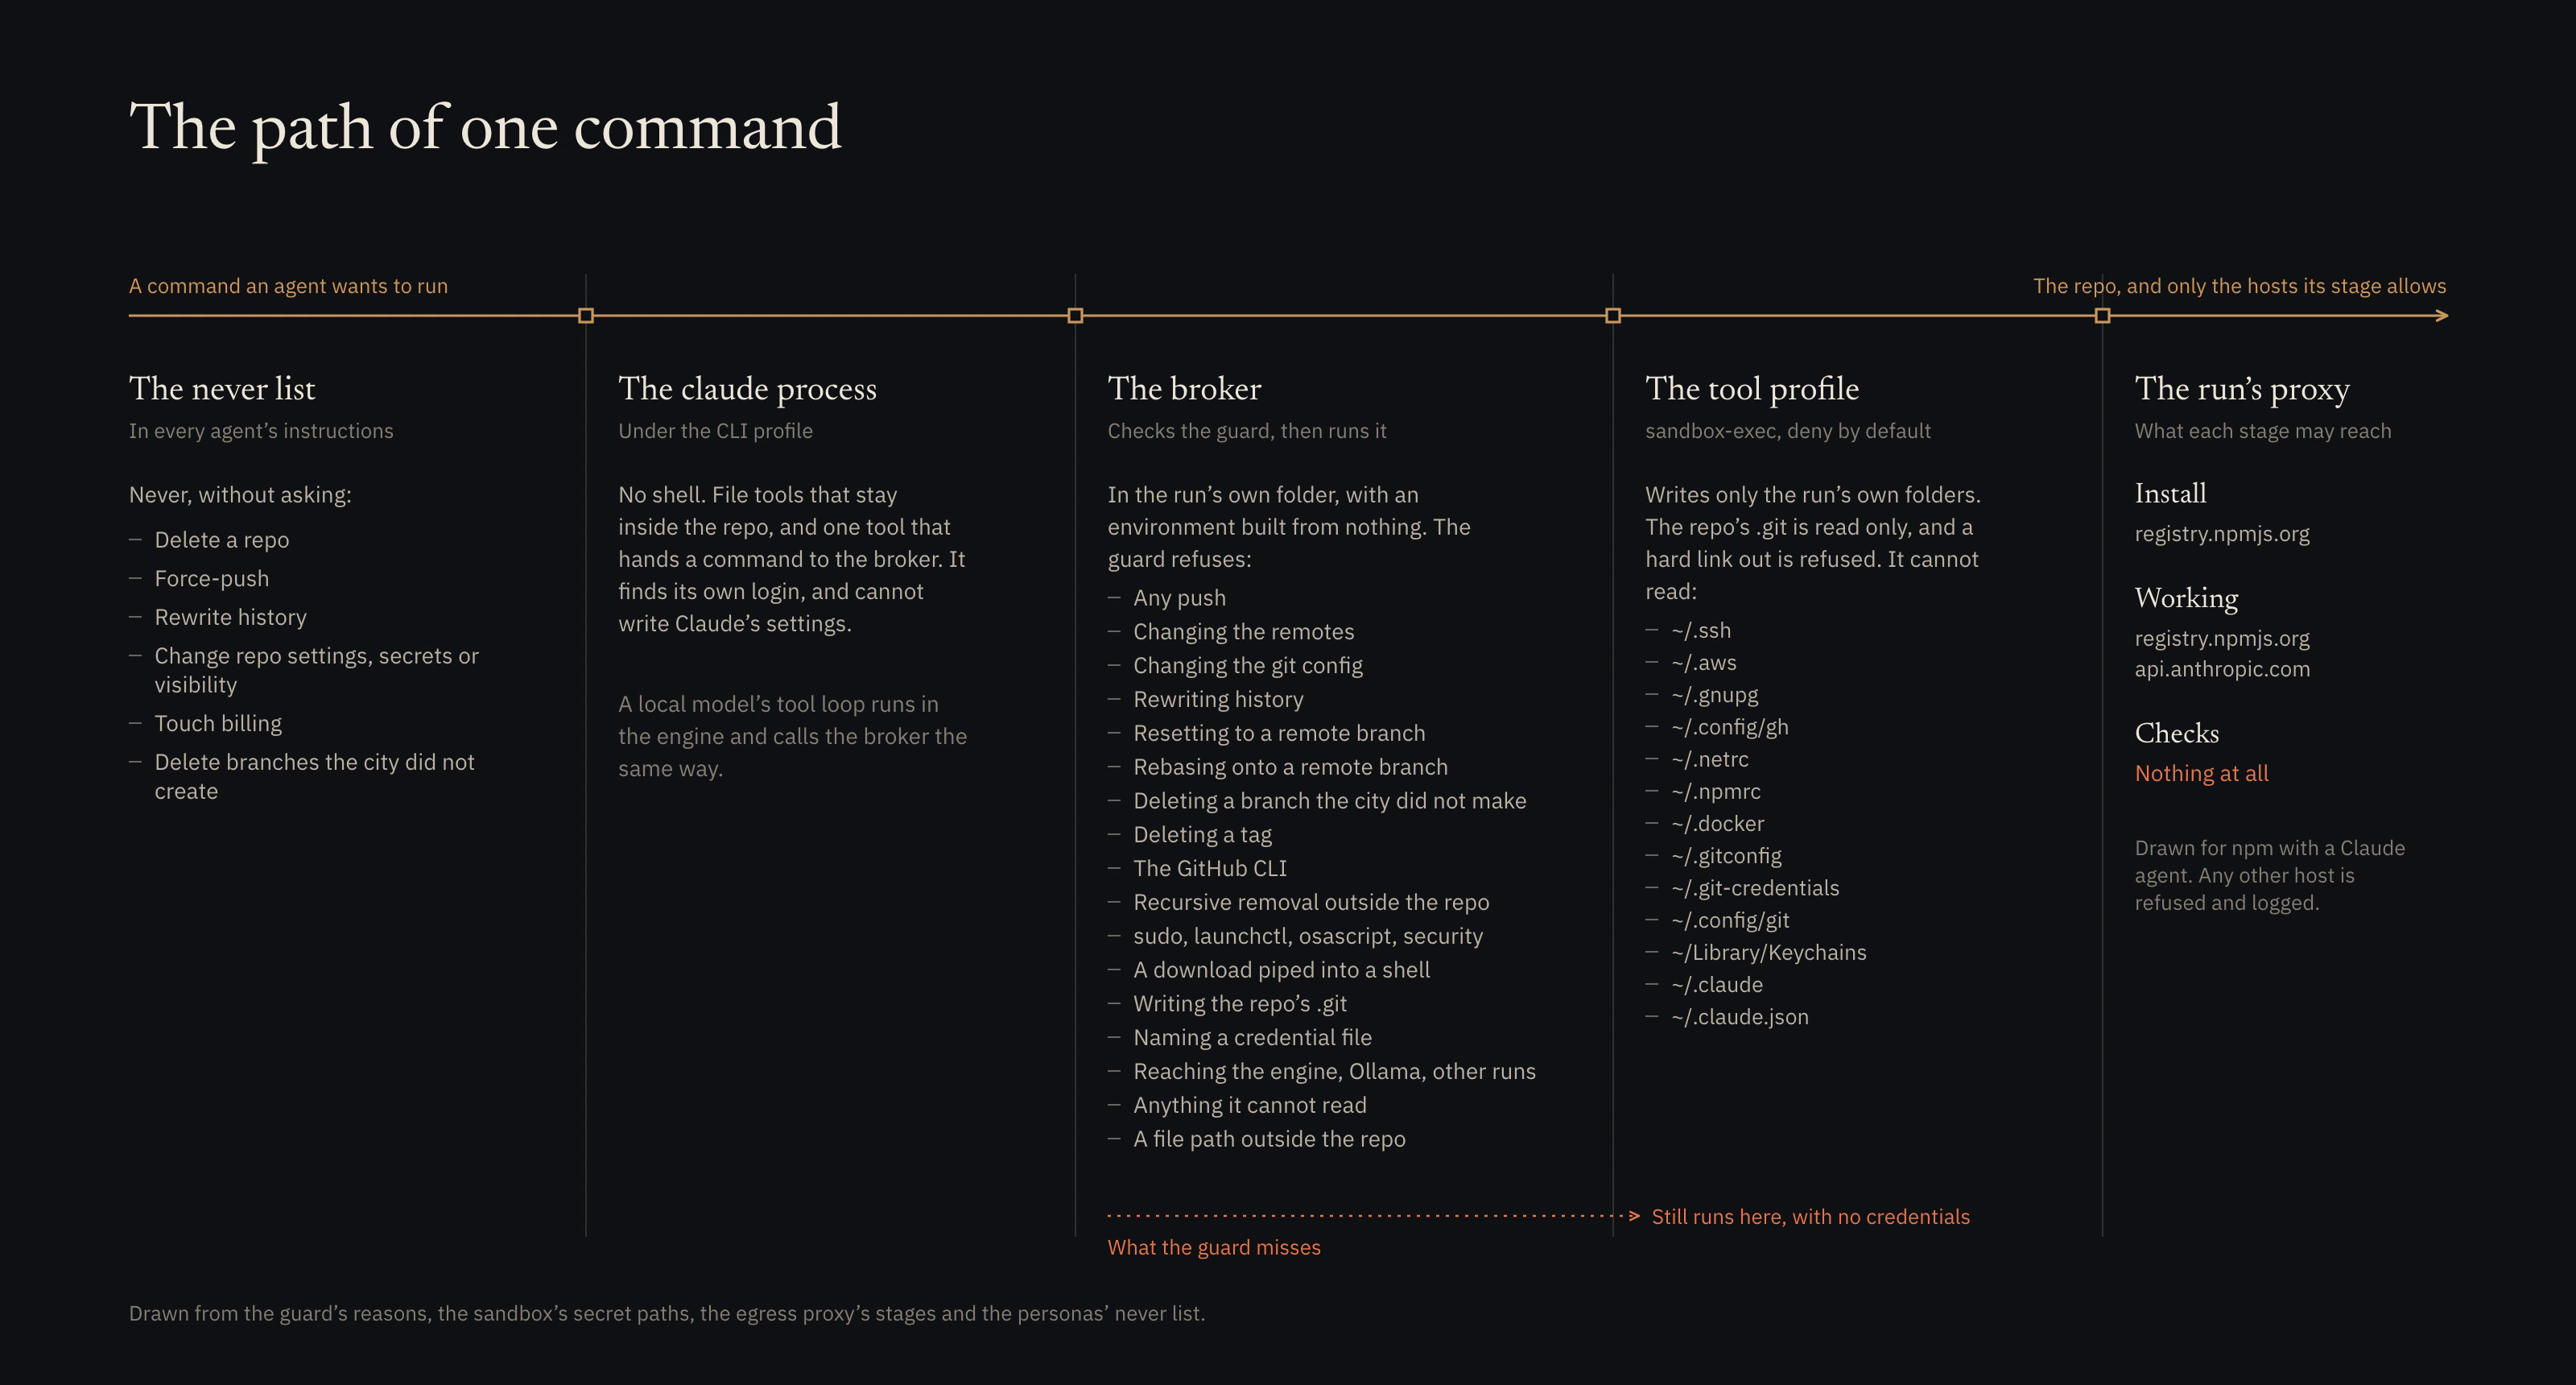 The path of one command
A command an agent wants to run
The repo, and only the hosts its stage allows
The never list
In every agent’s instructions
Never, without asking:
– Delete a repo
– Force-push
– Rewrite history
– Change repo settings, secrets or
visibility
– Touch billing
– Delete branches the city did not
create
The claude process
Under the CLI profile
No shell. File tools that stay
inside the repo, and one tool that
hands a command to the broker. It
finds its own login, and cannot
write Claude’s settings.
A local model’s tool loop runs in
the engine and calls the broker the
same way.
The broker
Checks the guard, then runs it
In the run’s own folder, with an
environment built from nothing. The
guard refuses:
– Any push
– Changing the remotes
– Changing the git config
– Rewriting history
– Resetting to a remote branch
– Rebasing onto a remote branch
– Deleting a branch the city did not make
– Deleting a tag
– The GitHub CLI
– Recursive removal outside the repo
– sudo, launchctl, osascript, security
– A download piped into a shell
– Writing the repo’s .git
– Naming a credential file
– Reaching the engine, Ollama, other runs
– Anything it cannot read
– A file path outside the repo
What the guard misses
The tool profile
sandbox-exec, deny by default
Writes only the run’s own folders.
The repo’s .git is read only, and a
hard link out is refused. It cannot
read:
– ~/.ssh
– ~/.aws
– ~/.gnupg
– ~/.config/gh
– ~/.netrc
– ~/.npmrc
– ~/.docker
– ~/.gitconfig
– ~/.git-credentials
– ~/.config/git
– ~/Library/Keychains
– ~/.claude
– ~/.claude.json
Still runs here, with no credentials
The run’s proxy
What each stage may reach
Install
registry.npmjs.org
Working
registry.npmjs.org
api.anthropic.com
Checks
Nothing at all
Drawn for npm with a Claude
agent. Any other host is
refused and logged.
Drawn from the guard’s reasons, the sandbox’s secret paths, the egress proxy’s stages and the personas’ never list.